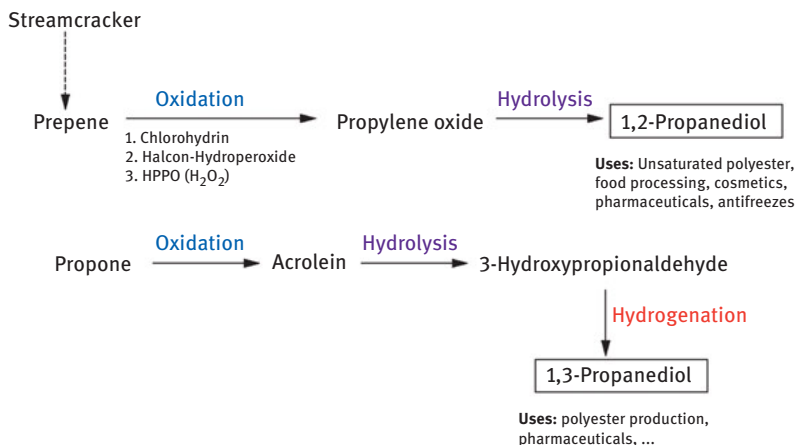 Streamcracker
Oxidation
Hydrolysis
Prepene
Propylene oxide
1,2-Propanediol
1. Chlorohydrin
2. Halcon-Hydroperoxide
3. HPPO (H₂O₂)
Uses: Unsaturated polyester,
food processing, cosmetics,
pharmaceuticals, antifreezes
Oxidation
Hydrolysis
Propone
Acrolein
3-Hydroxypropionaldehyde
Hydrogenation
1,3-Propanediol
Uses: polyester production,
pharmaceuticals, ...